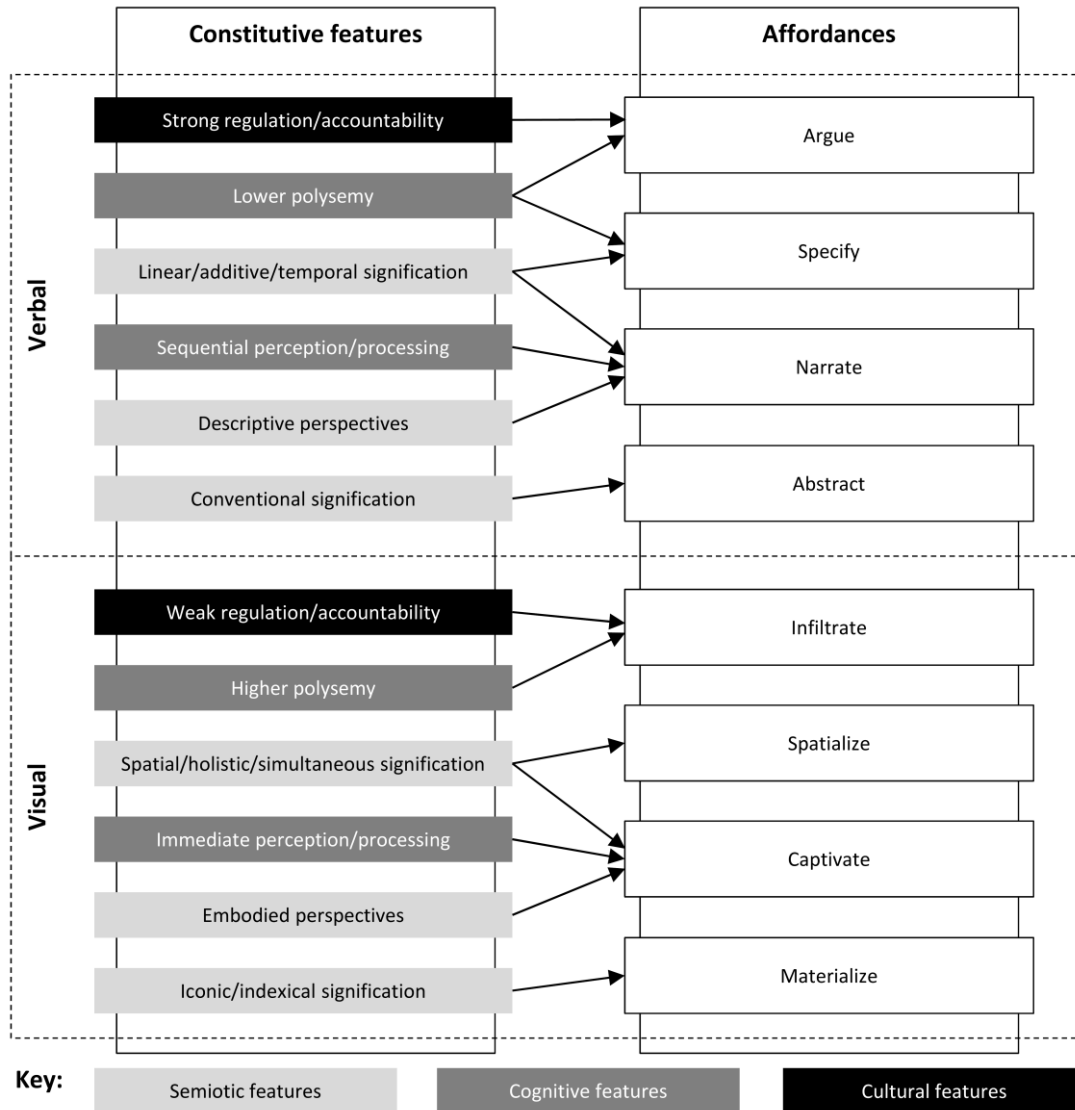 Constitutive features
Affordances
Verbal
Strong regulation/accountability
Lower polysemy
Linear/additive/temporal signification
Sequential perception/processing
Descriptive perspectives
Conventional signification
Argue
Specify
Narrate
Abstract
Visual
Weak regulation/accountability
Higher polysemy
Spatial/holistic/simultaneous signification
Immediate perception/processing
Embodied perspectives
Iconic/indexical signification
Infiltrate
Spatialize
Captivate
Materialize
Key:
Semiotic features
Cognitive features
Cultural features